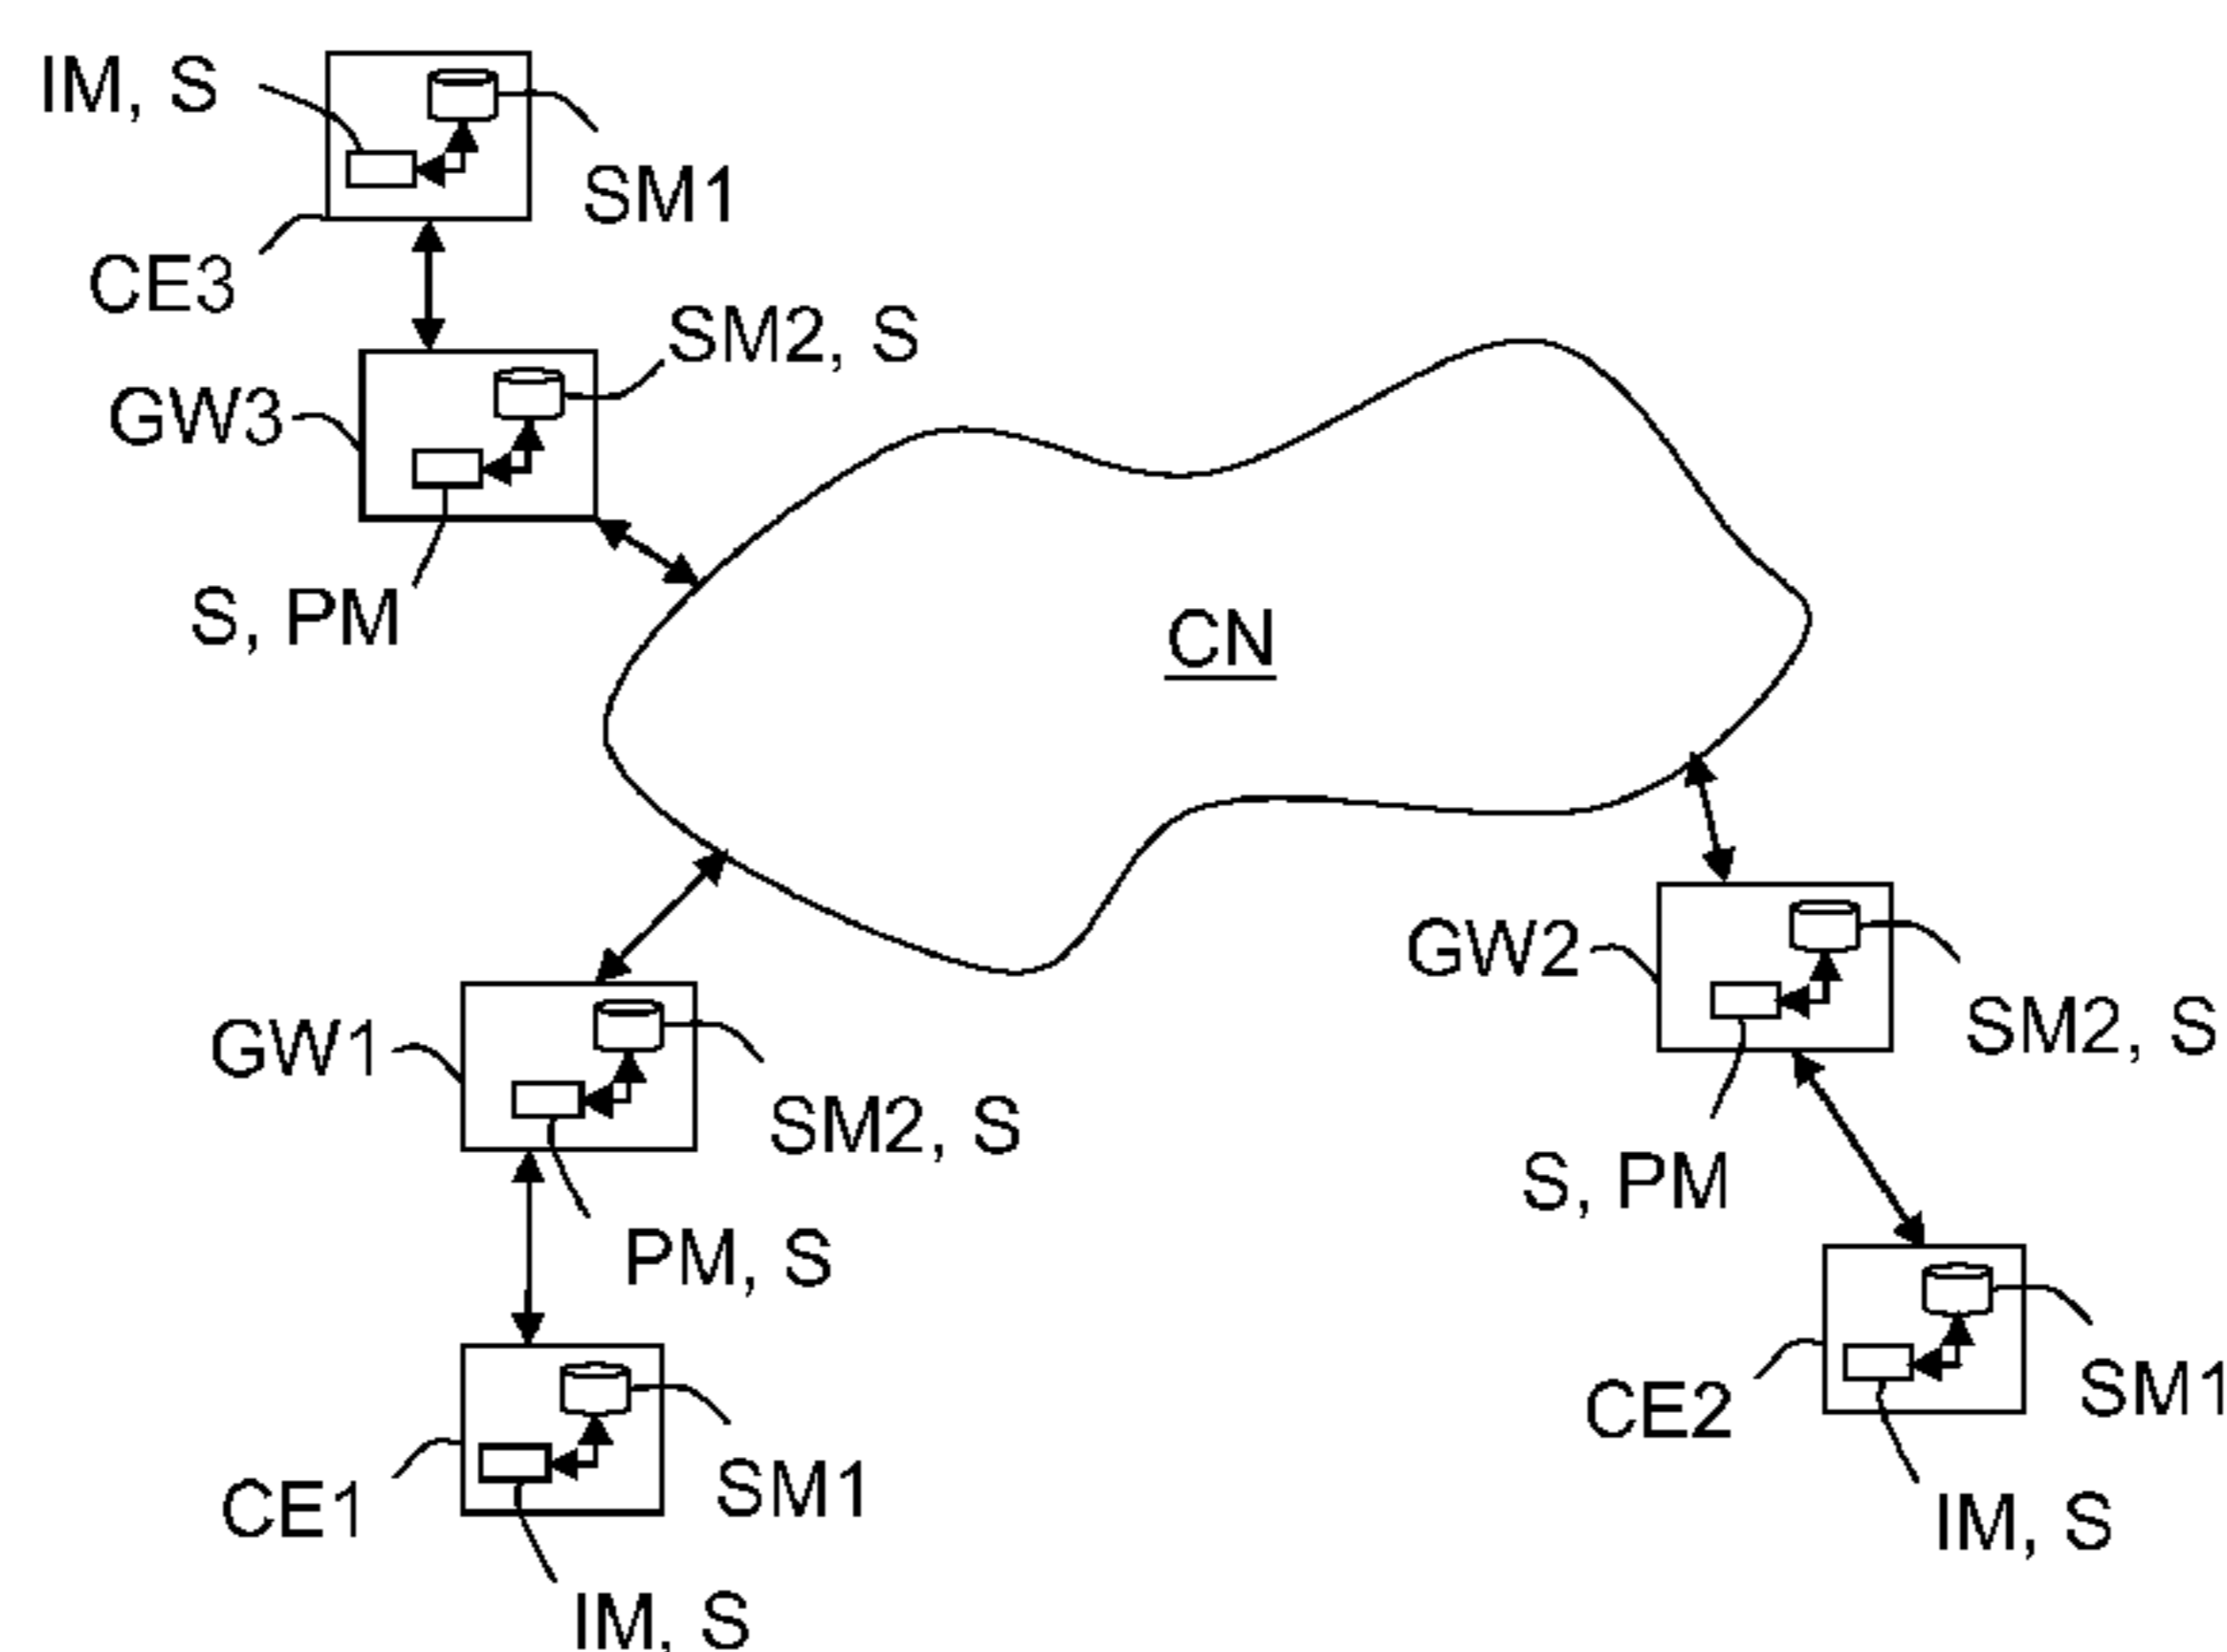 IM, S
SM1
CE3
SM2, S
GW3
S, PM
CN
GW2
SM2, S
GW1
SM2, S
S, PM
PM, S
CE2
SM1
CE1
SM1
IM, S
IM, S